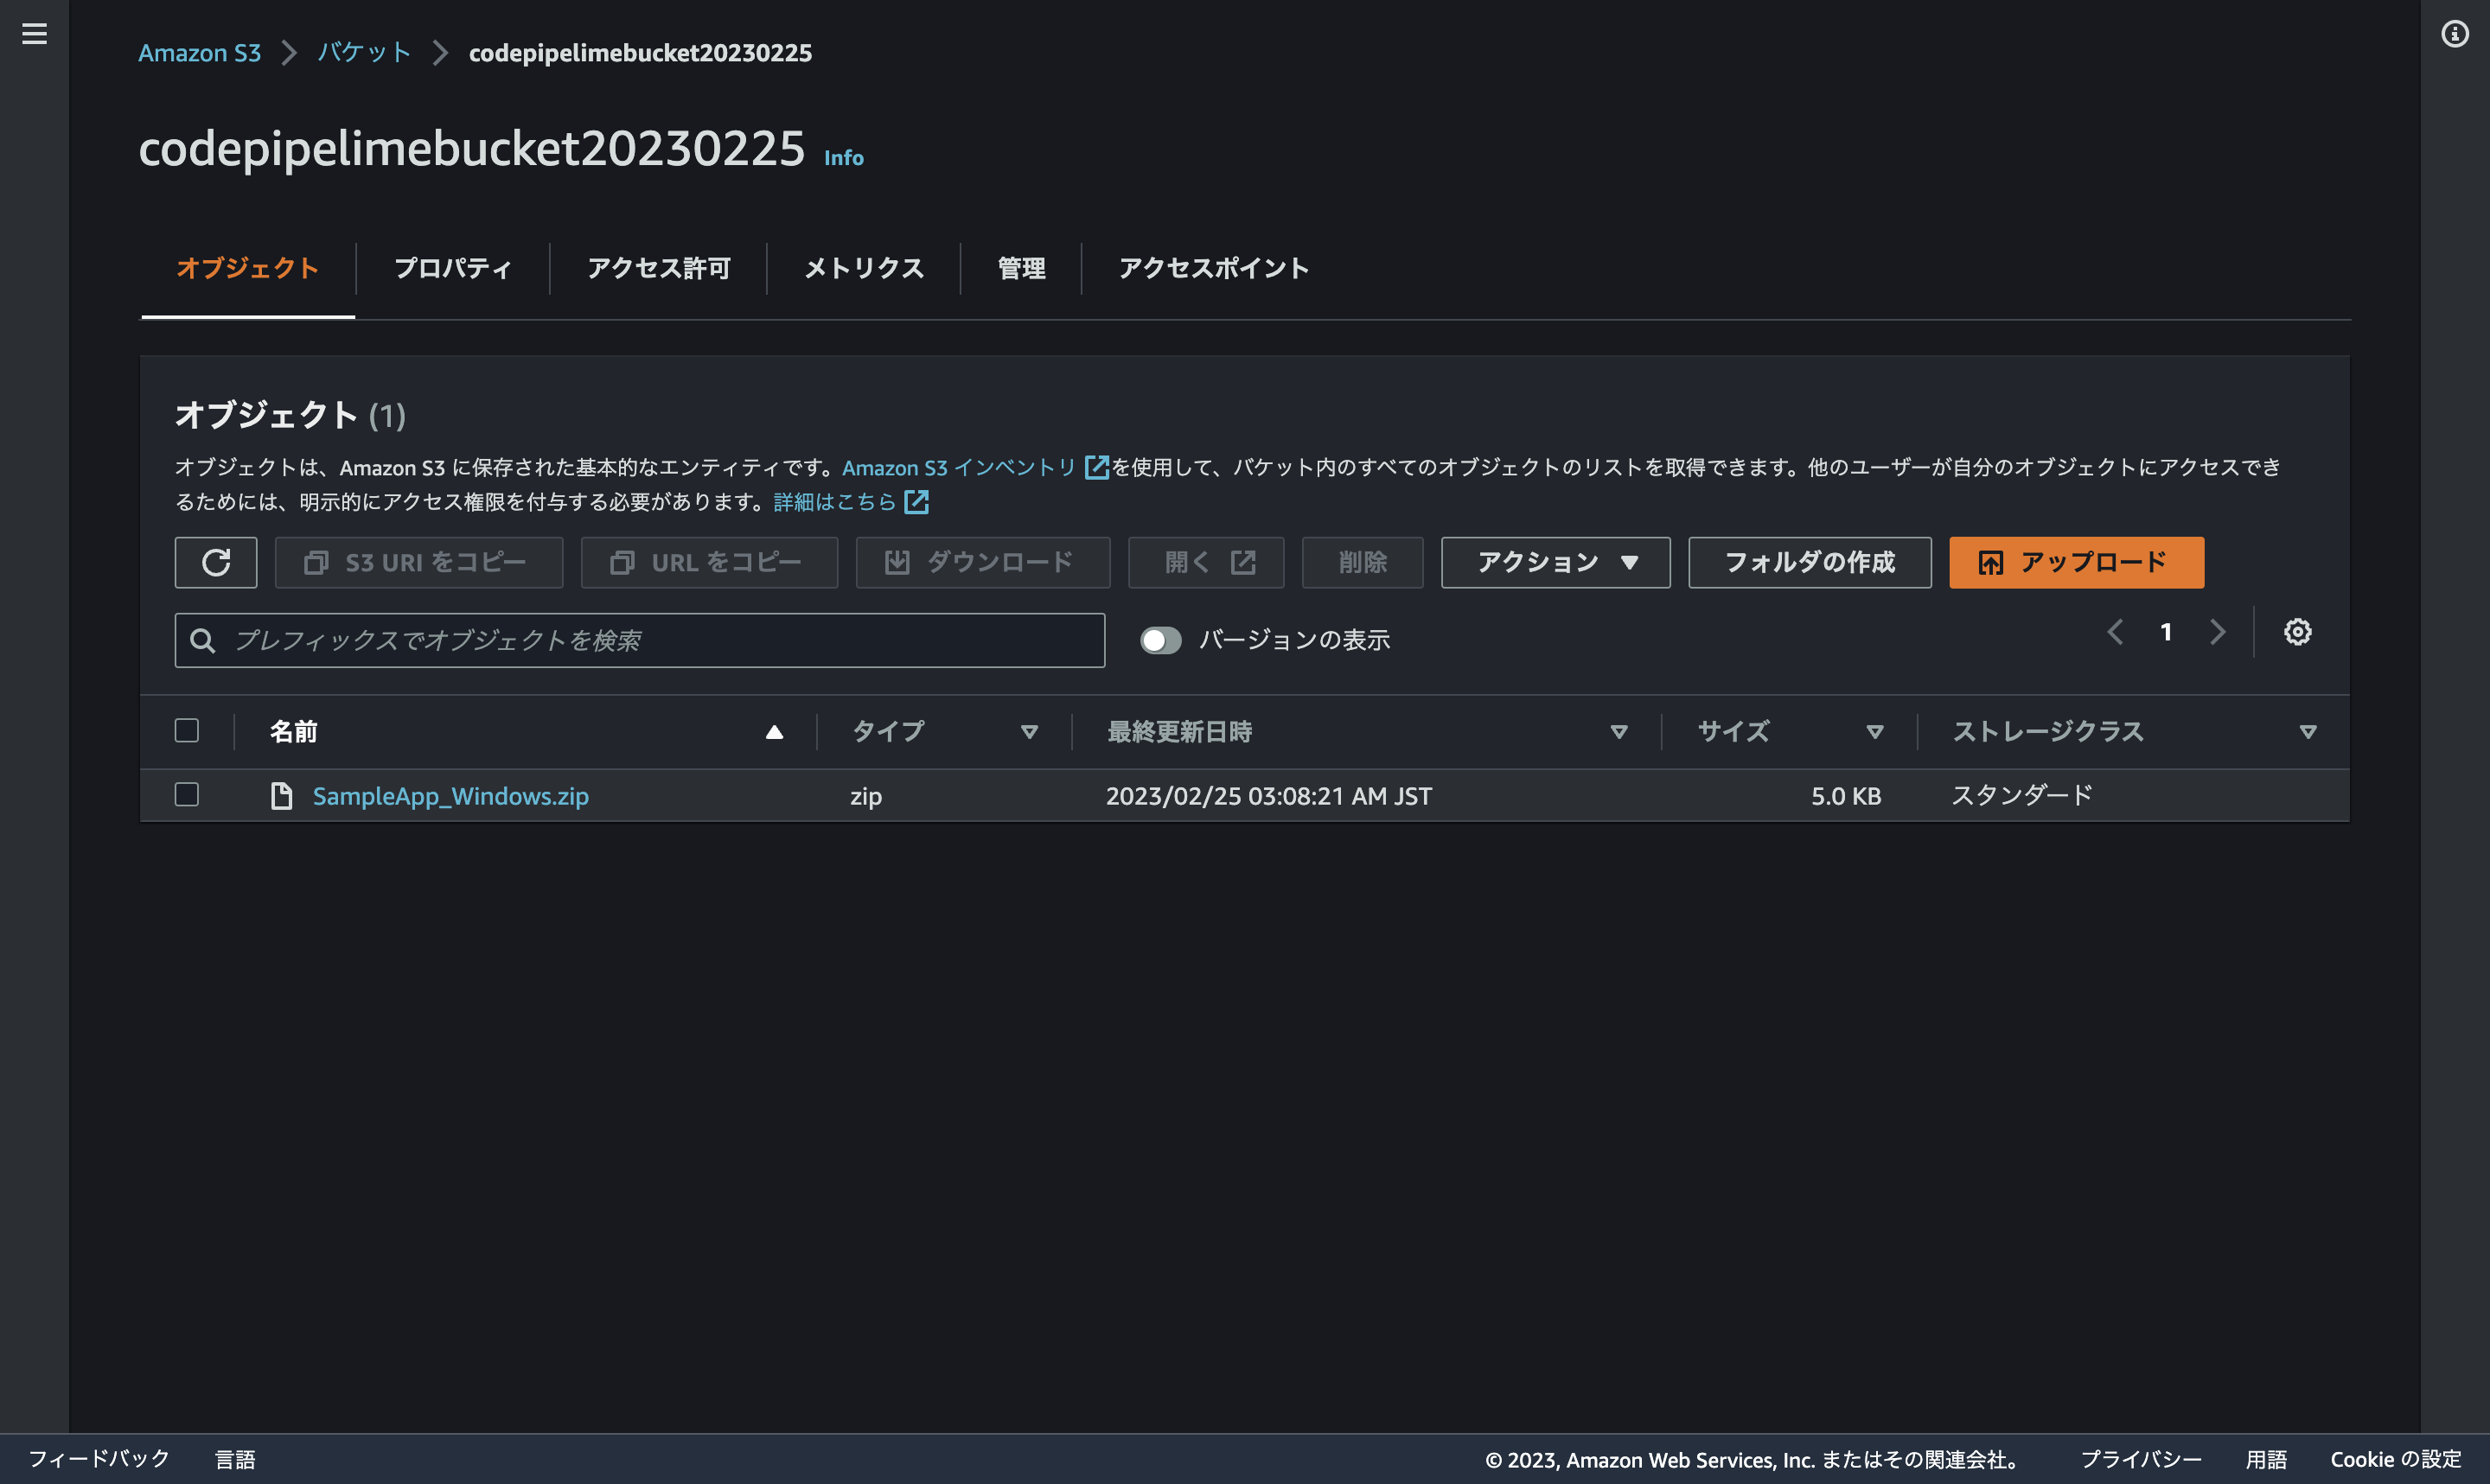 Amazon S3 > バケット > codepipelimebucket20230225
codepipelimebucket20230225 Info
オブジェクト プロパティ アクセス許可 メトリクス 管理 アクセスポイント
オブジェクト (1)
オブジェクトは、Amazon S3 に保存された基本的なエンティティです。Amazon S3 インベントリ を使用して、バケット内のすべてのオブジェクトのリストを取得できます。他のユーザーが自分のオブジェクトにアクセスでき
るためには、明示的にアクセス権限を付与する必要があります。詳細はこちら
S3 URI をコピー URL をコピー ダウンロード 開く 削除 アクション フォルダの作成 アップロード
プレフィックスでオブジェクトを検索 バージョンの表示 1
名前 タイプ 最終更新日時 サイズ ストレージクラス
SampleApp_Windows.zip zip 2023/02/25 03:08:21 AM JST 5.0 KB スタンダード
フィードバック 言語 © 2023, Amazon Web Services, Inc. またはその関連会社。 プライバシー 用語 Cookie の設定